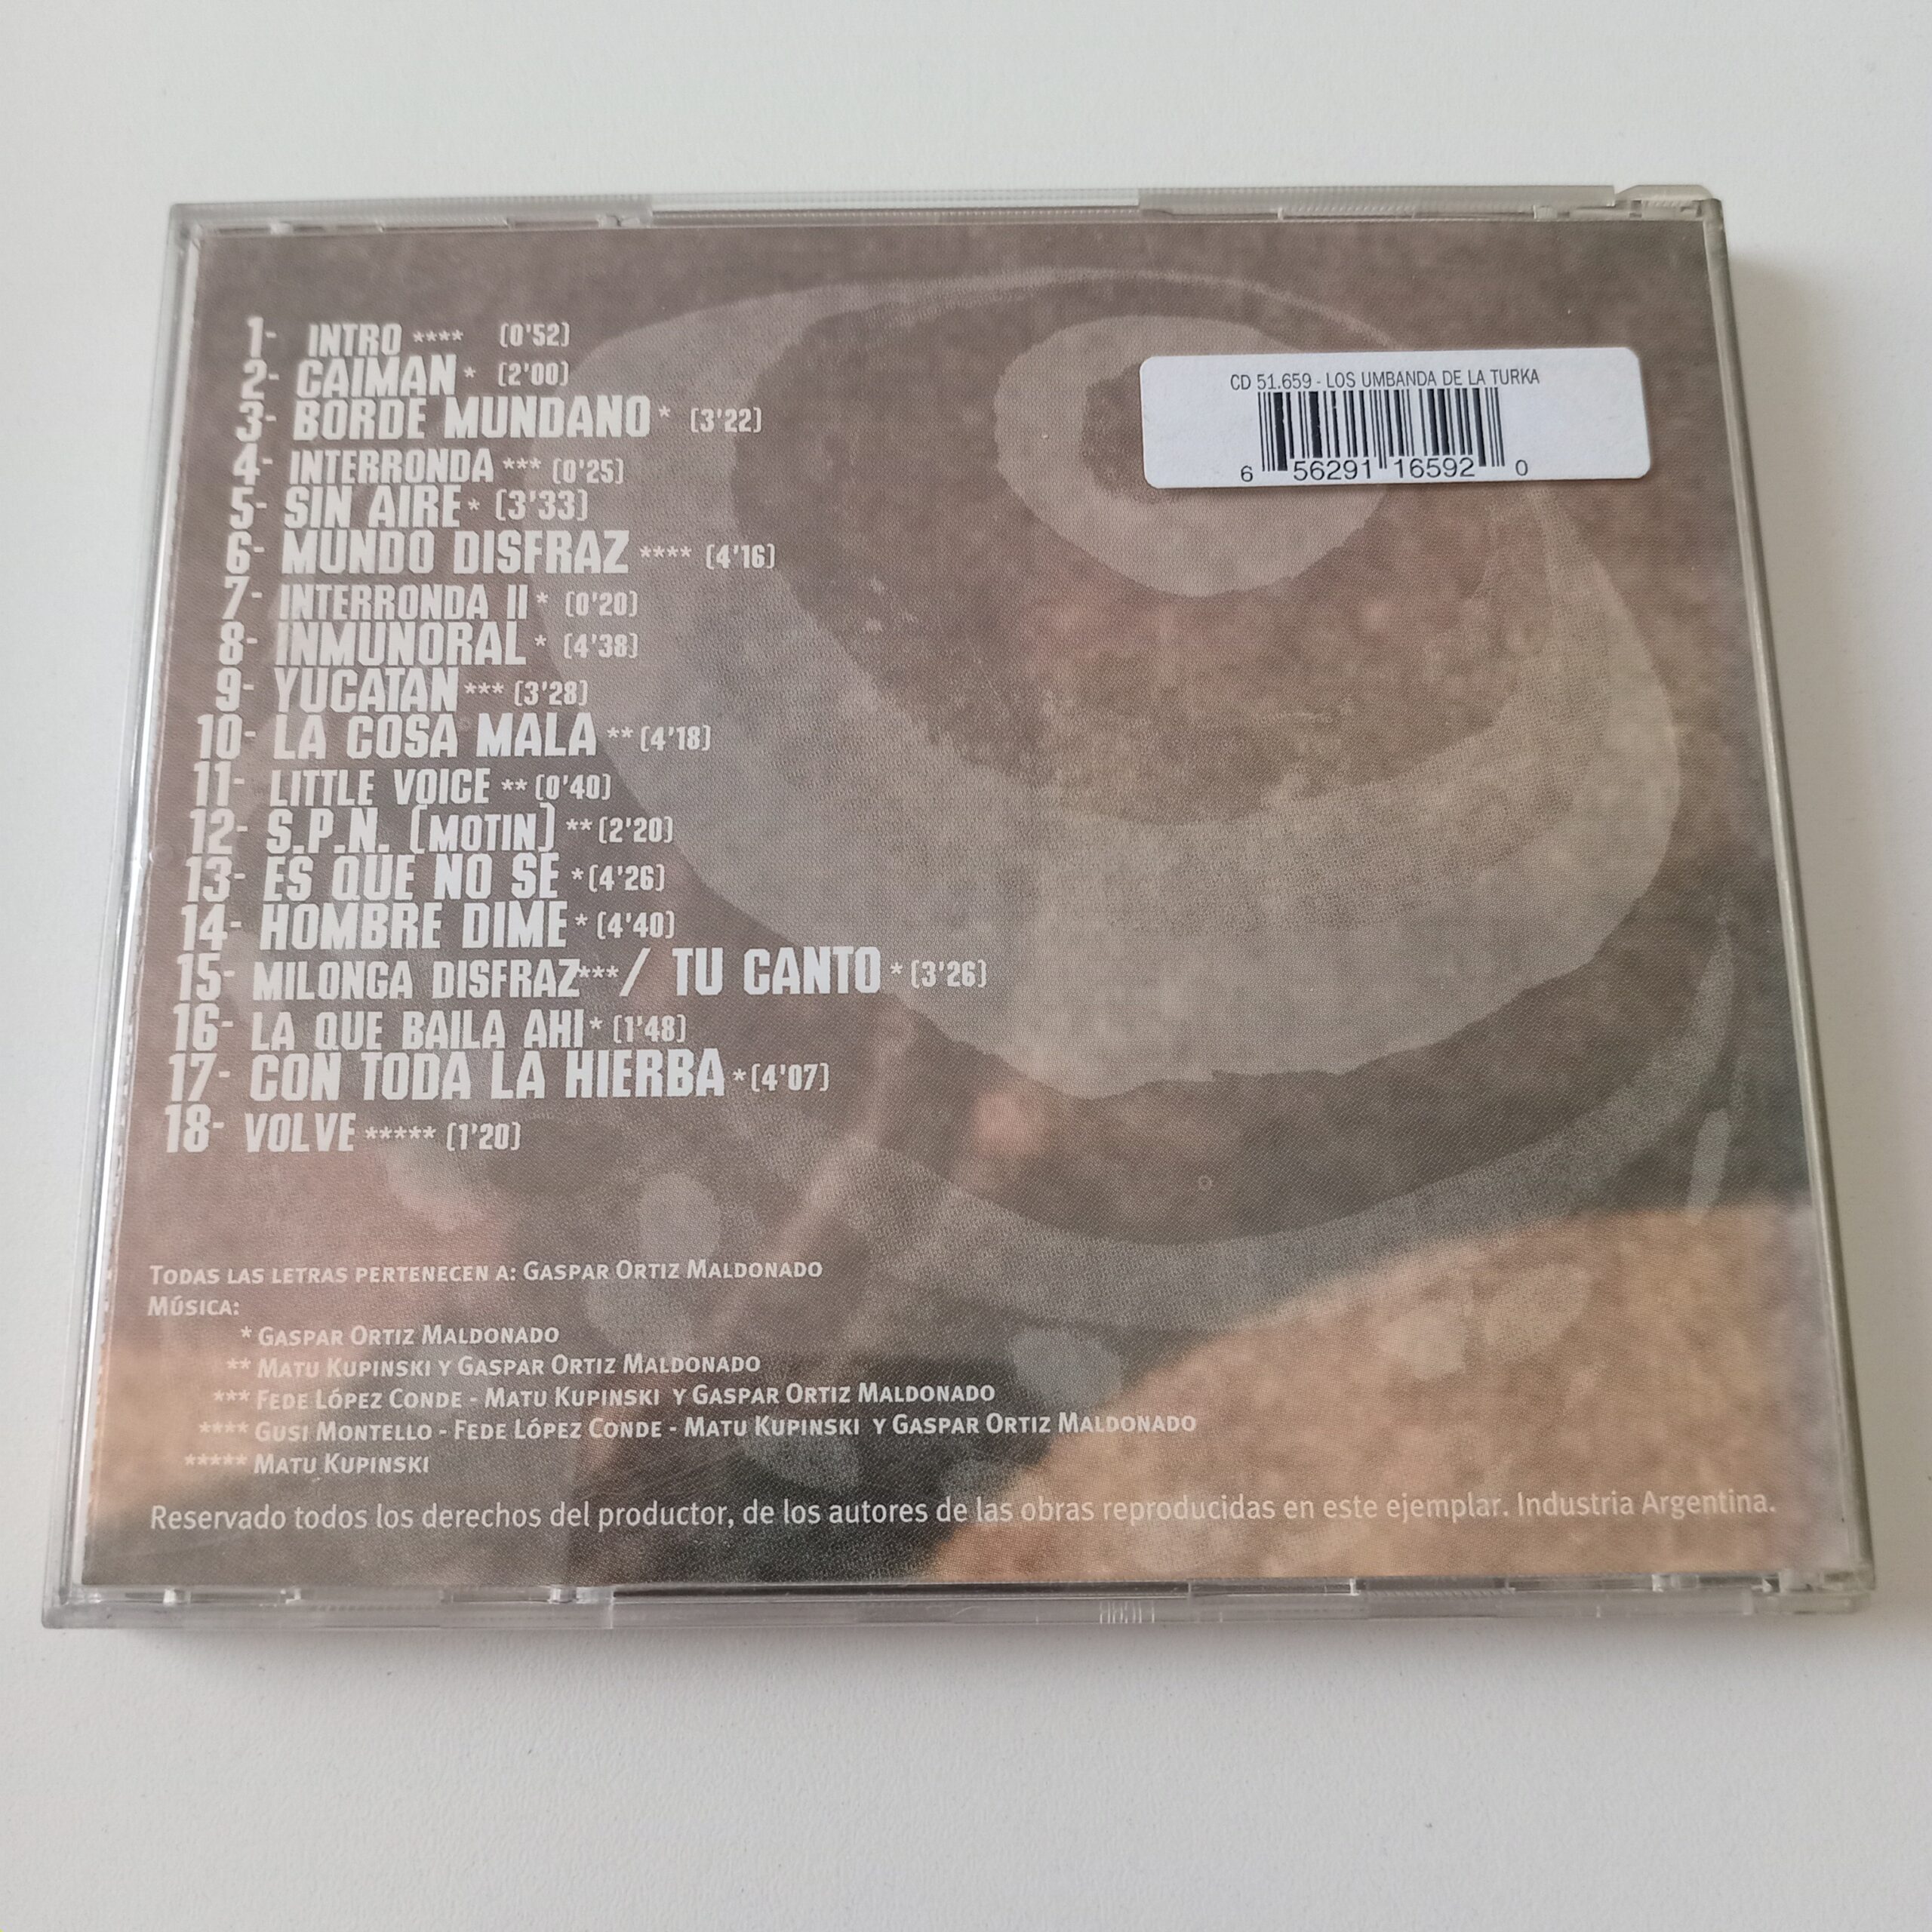 1- INTRO **** (0'52)
2- CAIMAN * (2'00)
3- BORDE MUNDANO * (3'22)
4- INTERRONDA *** (0'25)
5- SIN AIRE * (3'33)
6- MUNDO DISFRAZ **** (4'16)
7- INTERRONDA II * (0'20)
8- INMUNORAL * (4'38)
9- YUCATAN *** (3'28)
10- LA COSA MALA ** (4'18)
11- LITTLE VOICE ** (0'40)
12- S.P.N. (MOTIN) ** (2'20)
13- ES QUE NO SE * (4'26)
14- HOMBRE DIME * (4'40)
15- MILONGA DISFRAZ***/ TU CANTO * (3'26)
16- LA QUE BAILA AHI * (1'48)
17- CON TODA LA HIERBA * (4'07)
18- VOLVE ***** (1'20)
CD 51.659 - LOS UMBANDA DE LA TURKA
6 56291 16592 0
TODAS LAS LETRAS PERTENECEN A: GASPAR ORTIZ MALDONADO
MÚSICA:
* GASPAR ORTIZ MALDONADO
** MATU KUPINSKI Y GASPAR ORTIZ MALDONADO
*** FEDE LÓPEZ CONDE - MATU KUPINSKI Y GASPAR ORTIZ MALDONADO
**** GUSI MONTELLO - FEDE LÓPEZ CONDE - MATU KUPINSKI Y GASPAR ORTIZ MALDONADO
***** MATU KUPINSKI
Reservado todos los derechos del productor, de los autores de las obras reproducidas en este ejemplar. Industria Argentina.